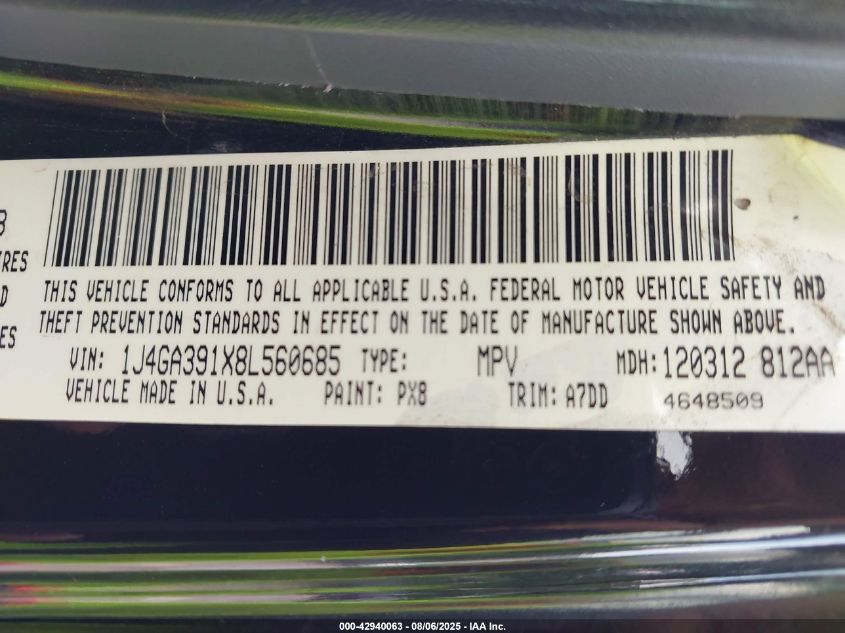 8
THIS VEHICLE CONFORMS TO ALL APPLICABLE U.S.A. FEDERAL MOTOR VEHICLE SAFETY AND
THEFT PREVENTION STANDARDS IN EFFECT ON THE DATE OF MANUFACTURE SHOWN ABOVE.
VIN: 1J4GA391X8L560685 TYPE: MPV MDH: 120312 812AA
VEHICLE MADE IN U.S.A. PAINT: PX8 TRIM: A7DD 4648509
000-42940063 - 08/06/2025 - IAA Inc.